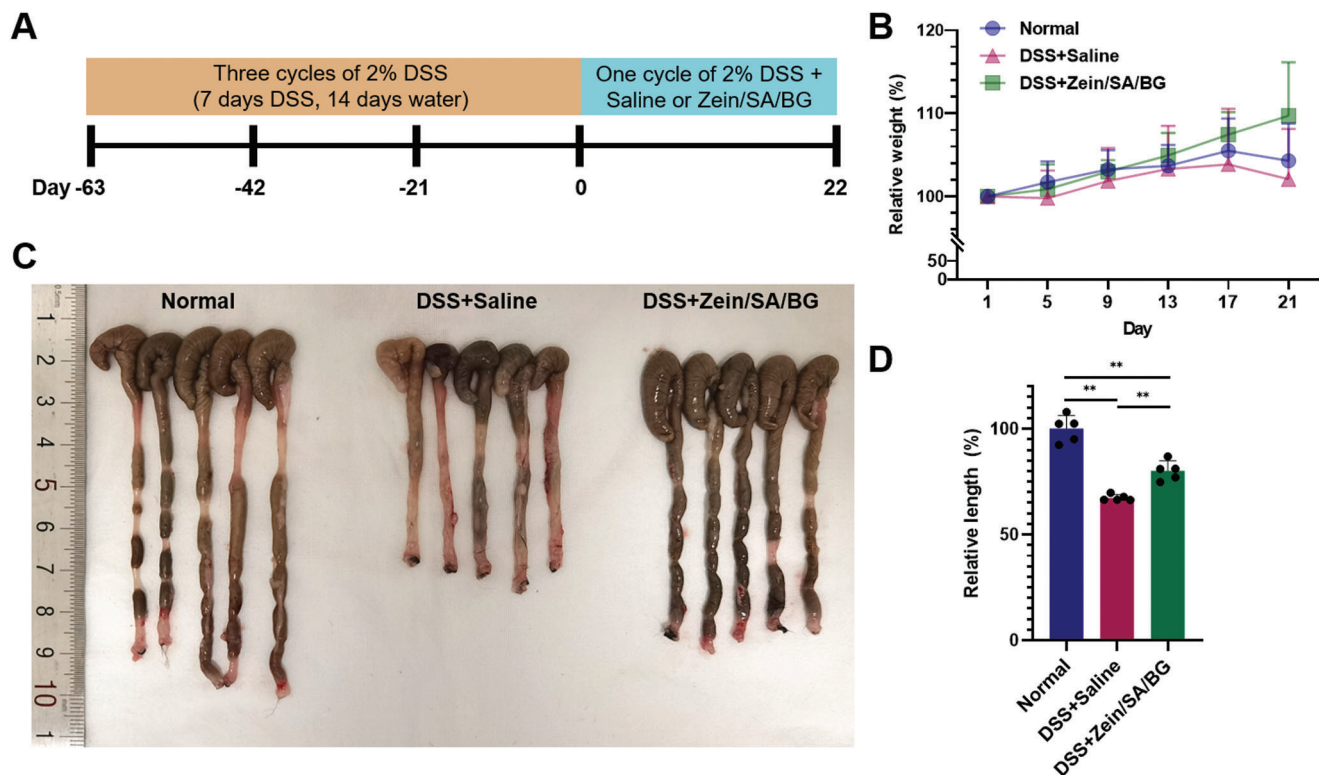 A
Three cycles of 2% DSS
(7 days DSS, 14 days water)
One cycle of 2% DSS +
Saline or Zein/SA/BG
Day -63
-42
-21
0
22
B
Normal
DSS+Saline
DSS+Zein/SA/BG
Relative weight (%)
120
110
100
50
0
1 5 9 13 17 21
Day
C
Normal
DSS+Saline
DSS+Zein/SA/BG
0.5mm
1
2
3
4
5
6
7
8
9
10
mm
1
D
**
** **
Relative length (%)
100
50
0
Normal
DSS+Saline
DSS+Zein/SA/BG